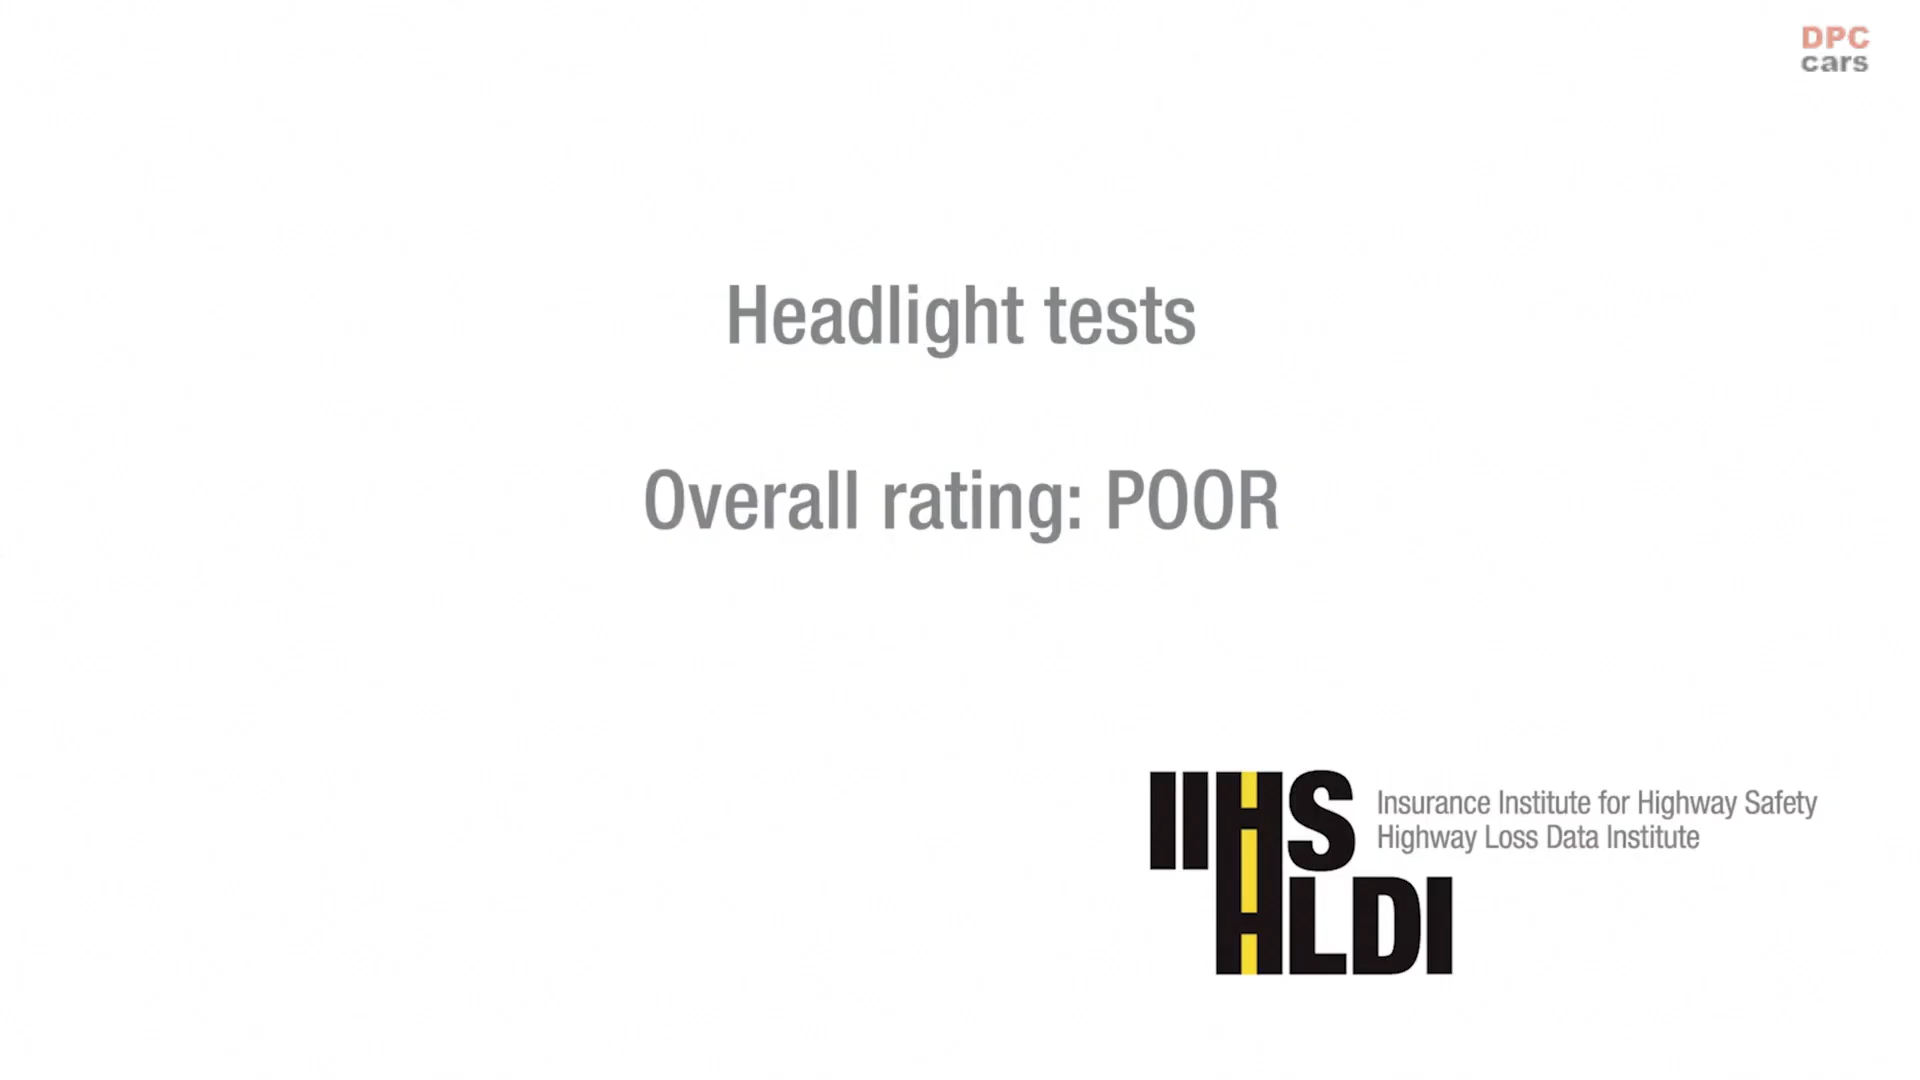 DPC
cars
Headlight tests
Overall rating: POOR
IIHS
HLDI
Insurance Institute for Highway Safety
Highway Loss Data Institute